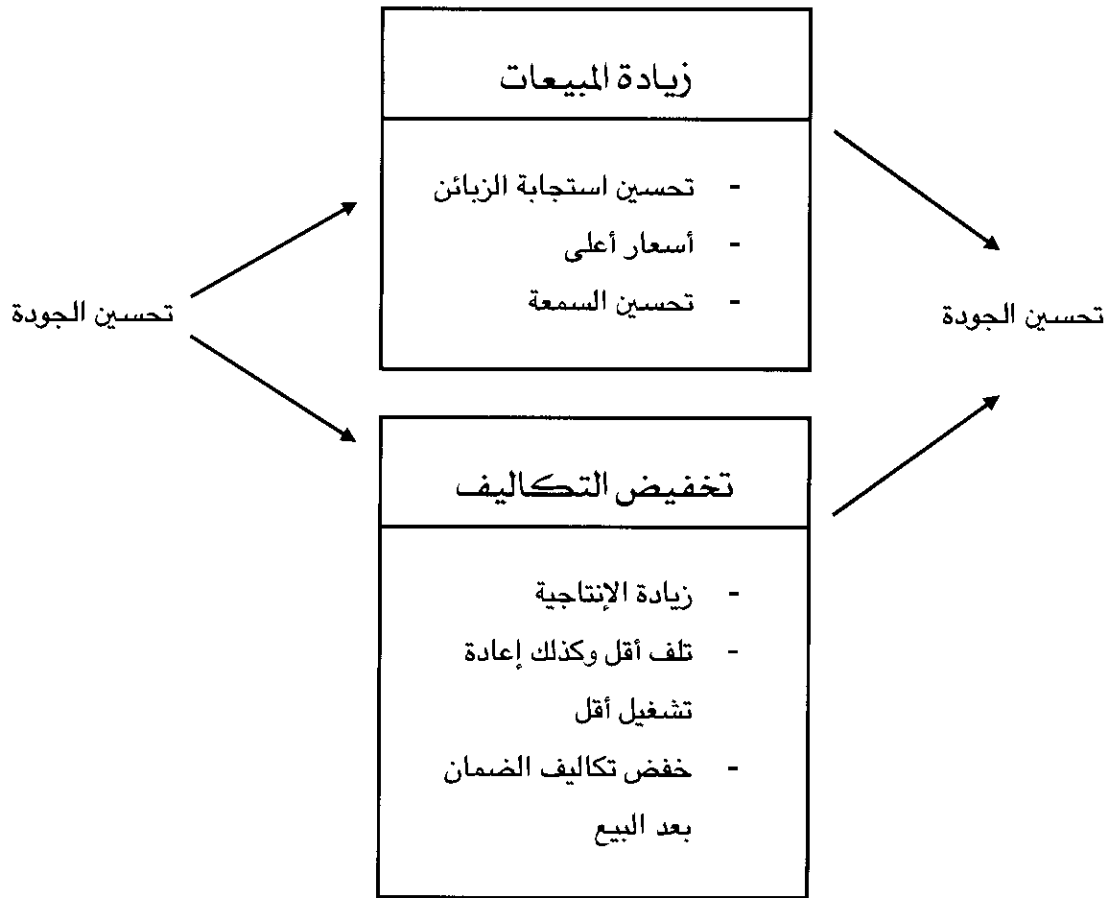 زيادة المبيعات
- تحسين استجابة الزبائن
- أسعار أعلى
- تحسين السمعة
تحسين الجودة
تحسين الجودة
تخفيض التكاليف
- زيادة الإنتاجية
- تلف أقل وكذلك إعادة
تشغيل أقل
- خفض تكاليف الضمان
بعد البيع